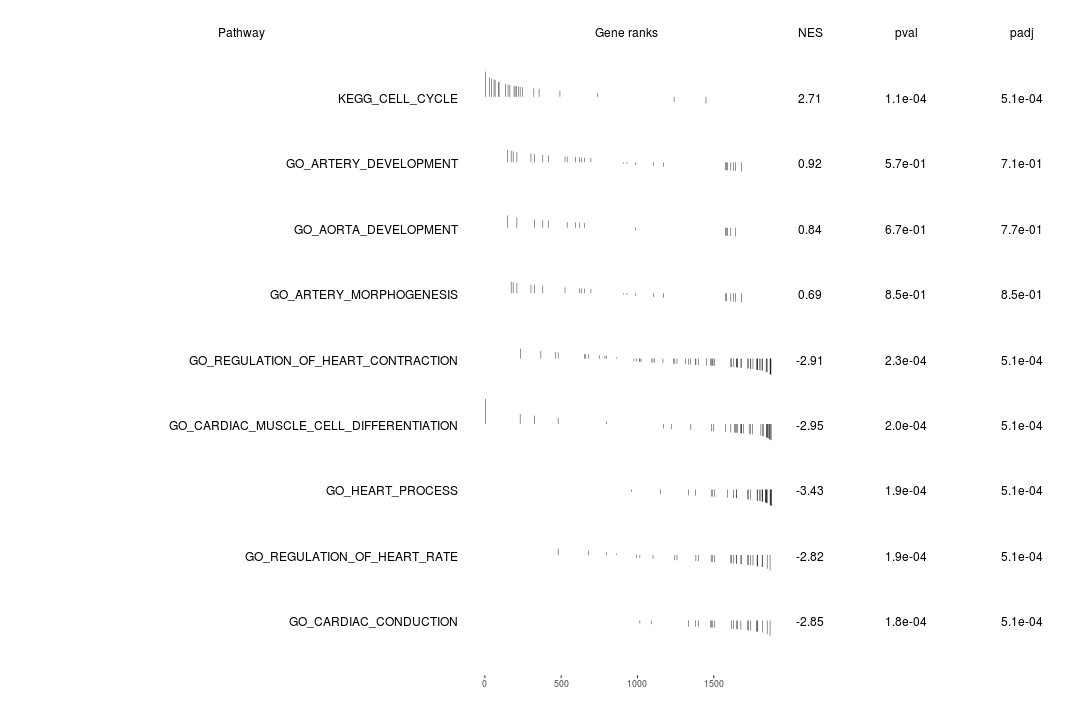 Pathway Gene ranks NES pval padj
KEGG_CELL_CYCLE 2.71 1.1e-04 5.1e-04
GO_ARTERY_DEVELOPMENT 0.92 5.7e-01 7.1e-01
GO_AORTA_DEVELOPMENT 0.84 6.7e-01 7.7e-01
GO_ARTERY_MORPHOGENESIS 0.69 8.5e-01 8.5e-01
GO_REGULATION_OF_HEART_CONTRACTION -2.91 2.3e-04 5.1e-04
GO_CARDIAC_MUSCLE_CELL_DIFFERENTIATION -2.95 2.0e-04 5.1e-04
GO_HEART_PROCESS -3.43 1.9e-04 5.1e-04
GO_REGULATION_OF_HEART_RATE -2.82 1.9e-04 5.1e-04
GO_CARDIAC_CONDUCTION -2.85 1.8e-04 5.1e-04
0 500 1000 1500